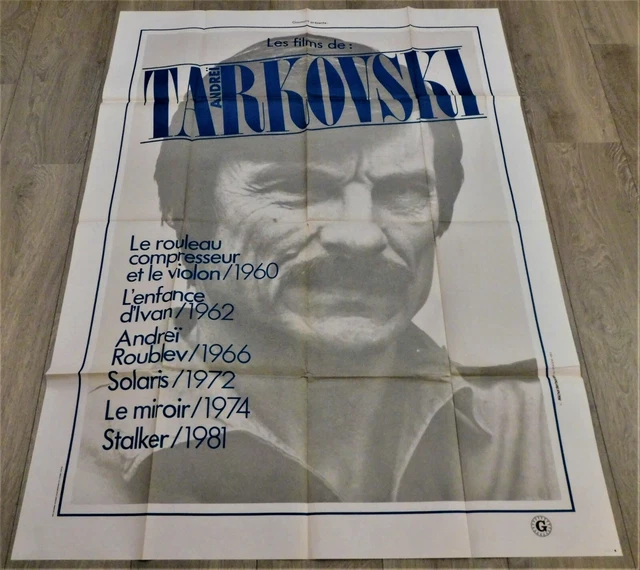 Les films de :
ANDREÏ
TARKOVSKI
Le rouleau
compresseur
et le violon/1960
L'enfance
d'Ivan/1962
Andreï
Roublev/1966
Solaris/1972
Le miroir/1974
Stalker/1981
G